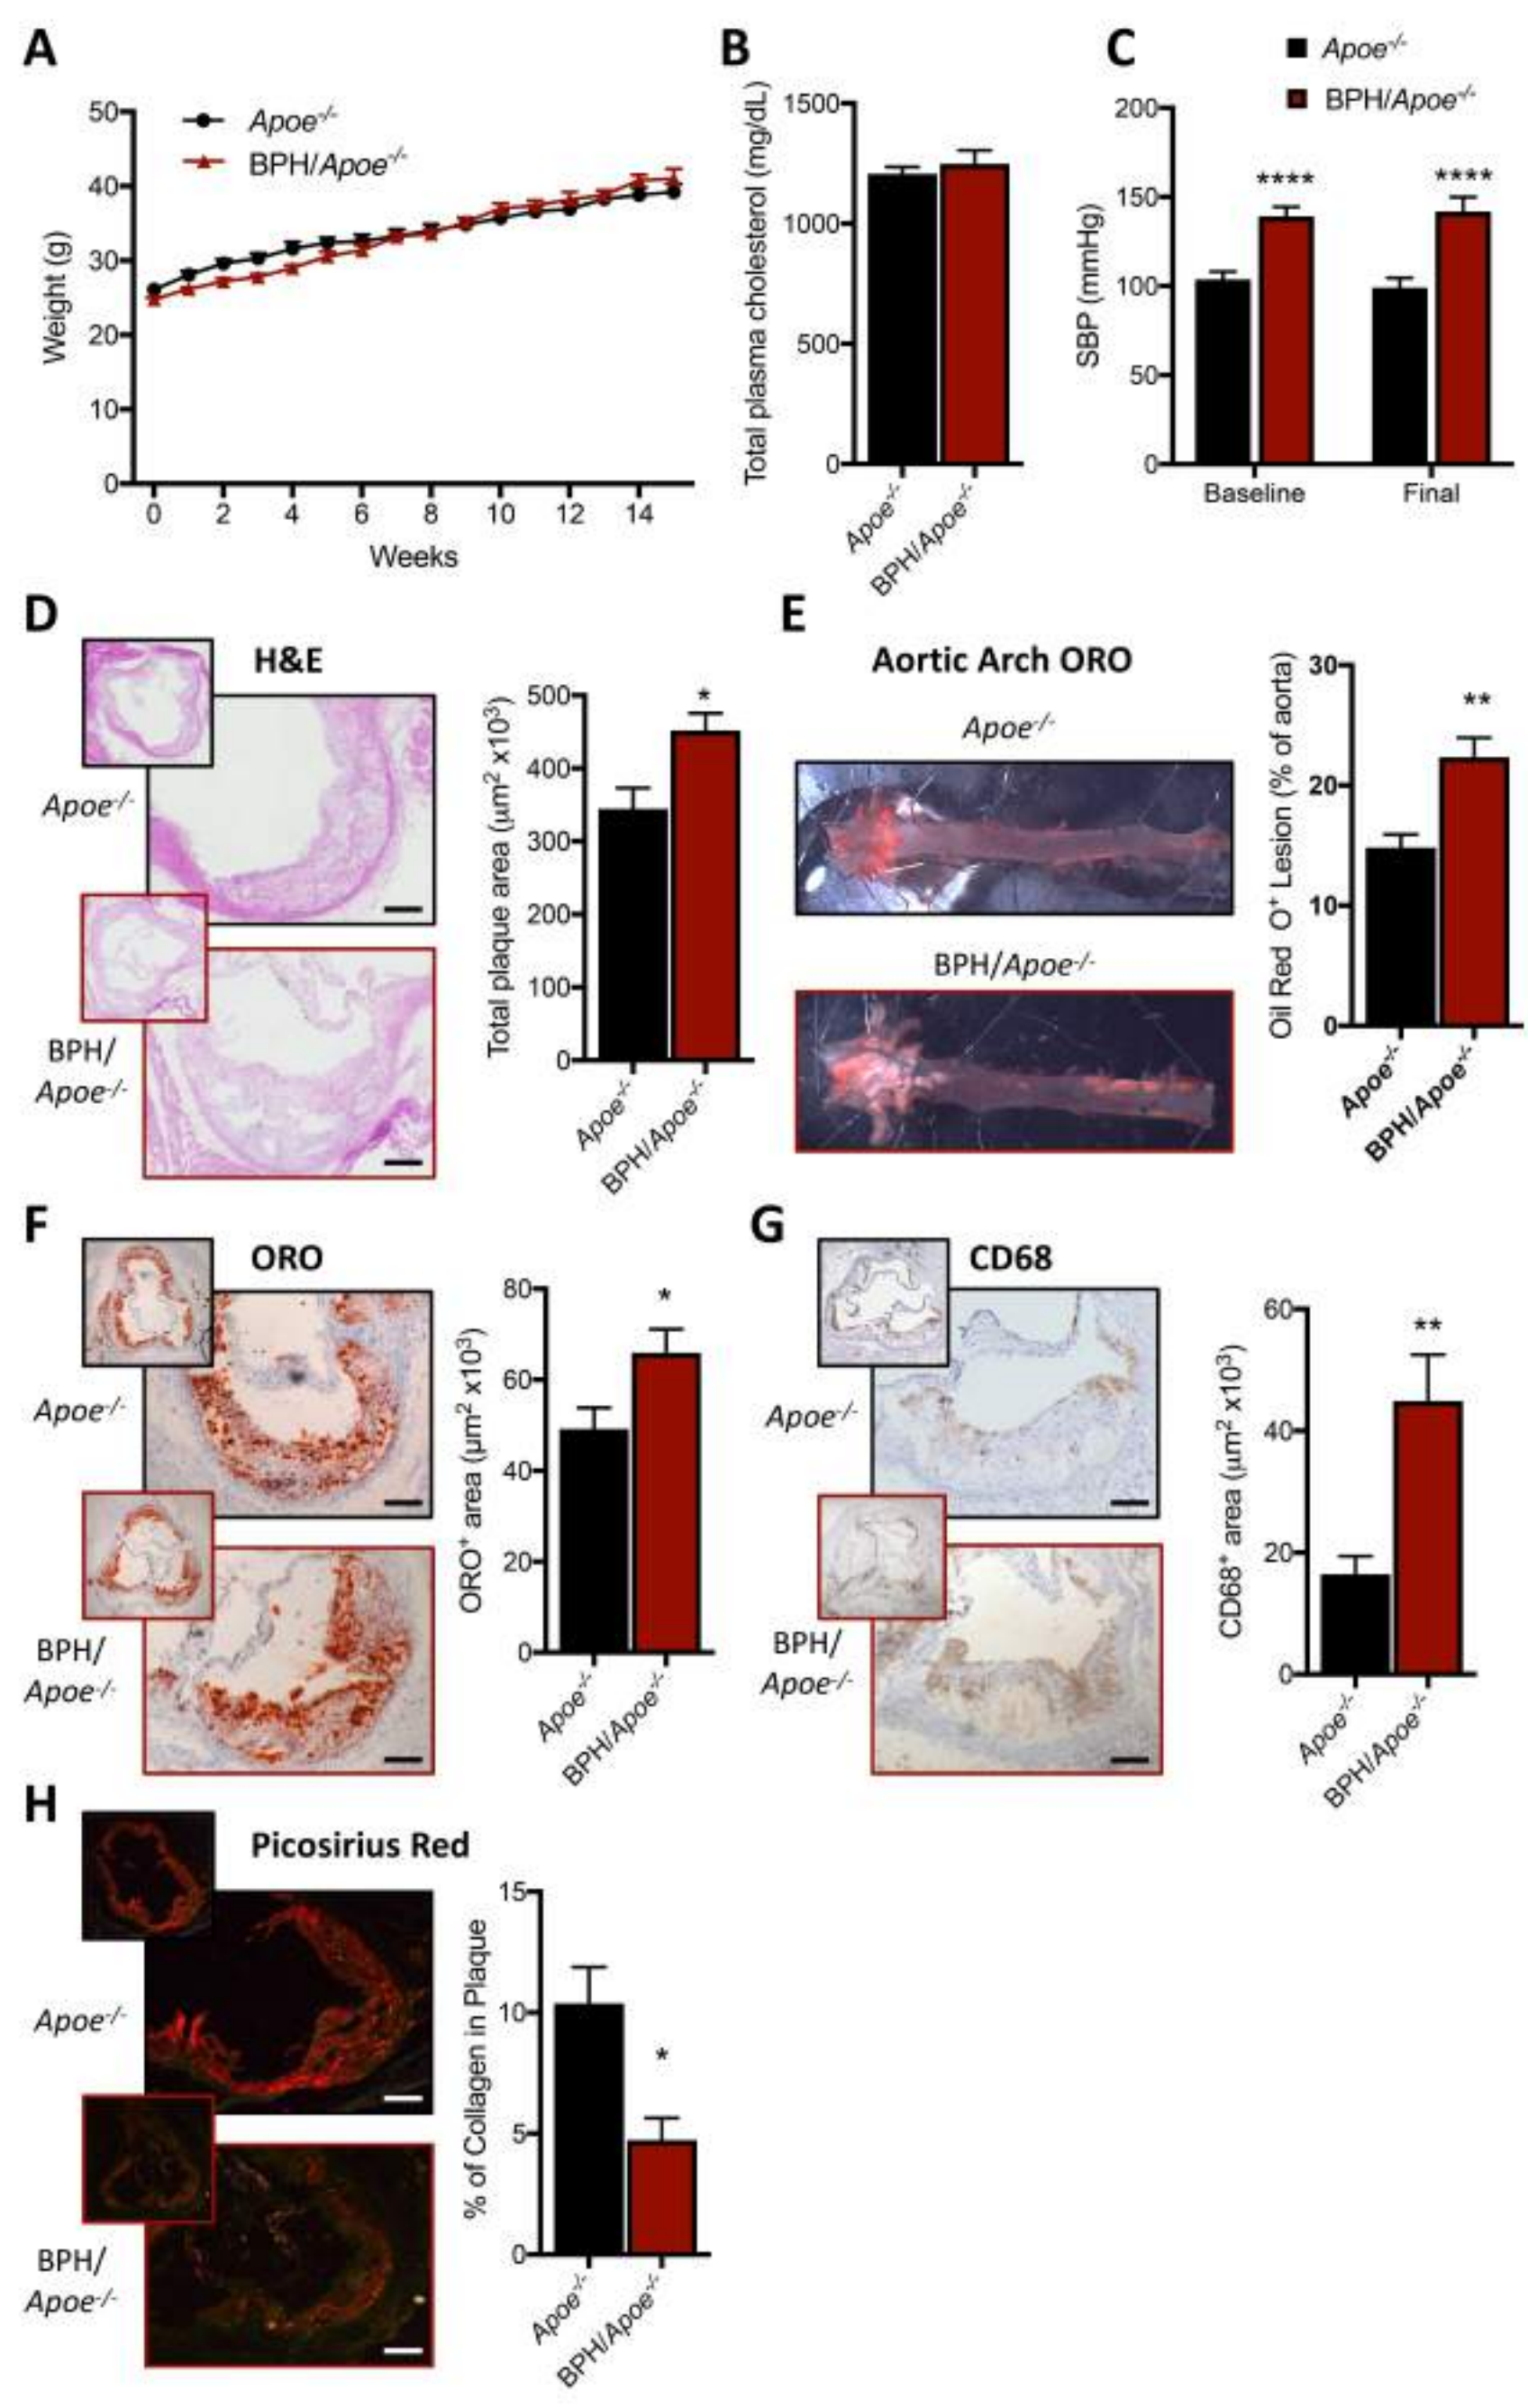 A
50
40
30
20
10
0
Weight (g)
Apoe-/-
BPH/Apoe-/-
0 2 4 6 8 10 12 14
Weeks
B
1500
1000
500
0
Total plasma cholesterol (mg/dL)
Apoe-/-
BPH/Apoe-/-
C
Apoe-/-
BPH/Apoe-/-
200
150
100
50
0
SBP (mmHg)
**** ****
Baseline Final
D
H&E
Apoe-/-
BPH/
Apoe-/-
500
400
300
200
100
0
Total plaque area (µm2 x103)
*
Apoe-/-
BPH/Apoe-/-
E
Aortic Arch ORO
Apoe-/-
BPH/Apoe-/-
30
20
10
0
Oil Red O+ Lesion (% of aorta)
**
Apoe-/-
BPH/Apoe-/-
F
ORO
Apoe-/-
BPH/
Apoe-/-
80
60
40
20
0
ORO+ area (µm2 x103)
*
Apoe-/-
BPH/Apoe-/-
G
CD68
Apoe-/-
BPH/
Apoe-/-
60
40
20
0
CD68+ area (µm2 x103)
**
Apoe-/-
BPH/Apoe-/-
H
Picosirius Red
Apoe-/-
BPH/
Apoe-/-
15
10
5
0
% of Collagen in Plaque
*
Apoe-/-
BPH/Apoe-/-